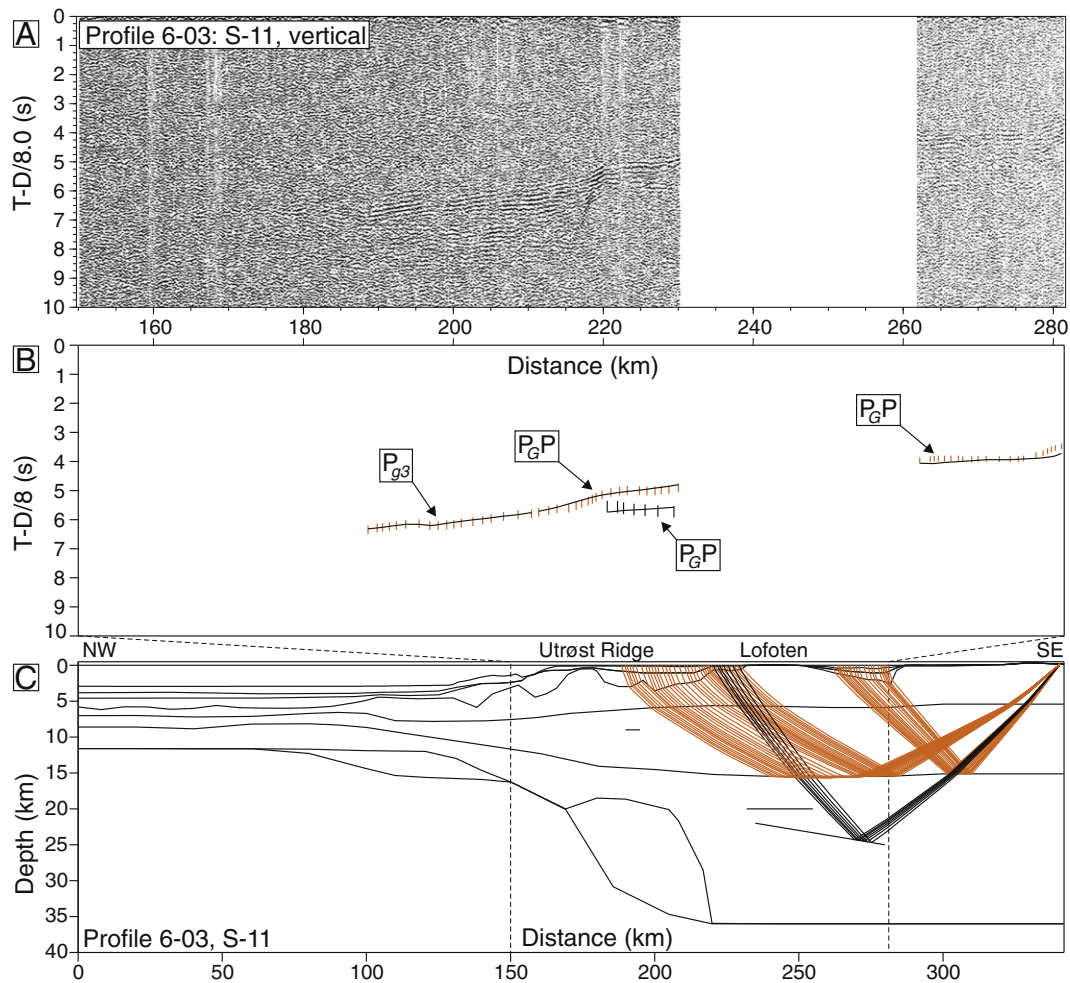 A
Profile 6-03: S-11, vertical
T-D/8.0 (s)
0
1
2
3
4
5
6
7
8
9
10
160
180
200
220
240
260
280
Distance (km)
B
T-D/8 (s)
0
1
2
3
4
5
6
7
8
9
10
Pg3
PGP
PGP
PGP
NW
Utrøst Ridge
Lofoten
SE
C
Depth (km)
0
5
10
15
20
25
30
35
40
Profile 6-03, S-11
Distance (km)
0
50
100
150
200
250
300